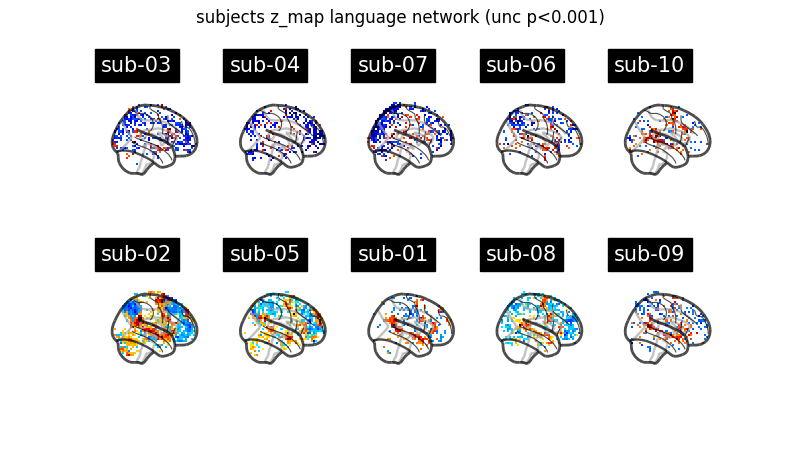 subjects z_map language network (unc p<0.001)
sub-03 sub-04 sub-07 sub-06 sub-10
sub-02 sub-05 sub-01 sub-08 sub-09